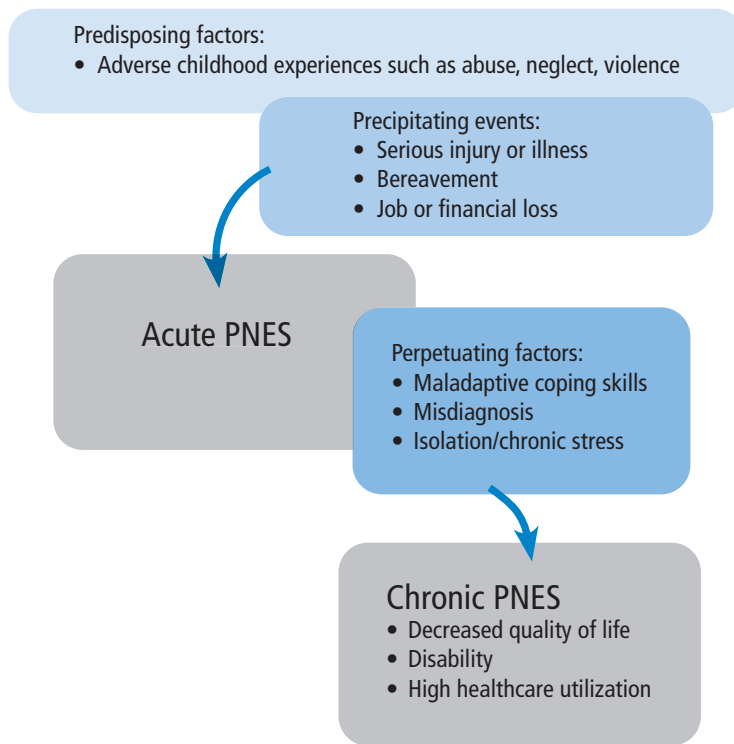 Predisposing factors:
• Adverse childhood experiences such as abuse, neglect, violence
Precipitating events:
• Serious injury or illness
• Bereavement
• Job or financial loss
Acute PNES
Perpetuating factors:
• Maladaptive coping skills
• Misdiagnosis
• Isolation/chronic stress
Chronic PNES
• Decreased quality of life
• Disability
• High healthcare utilization